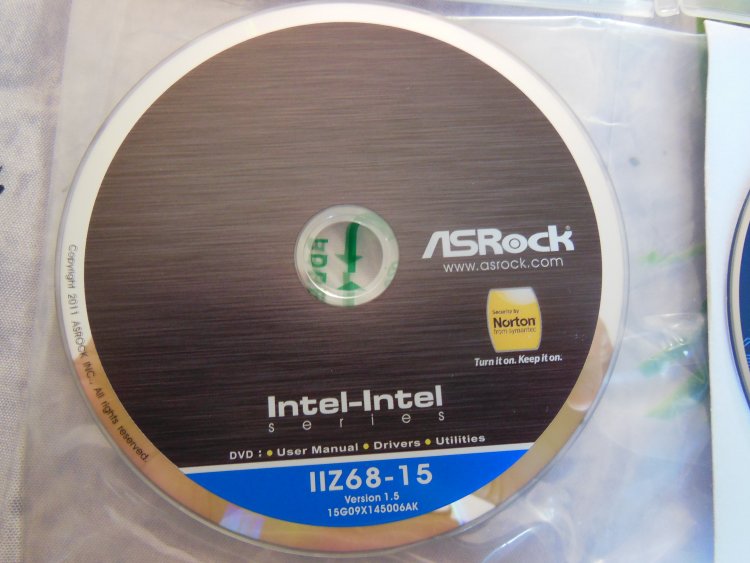 ASRock
www.asrock.com
Security by
Norton
from symantec
Turn it on. Keep it on.
Intel-Intel
series
DVD : • User Manual • Drivers • Utilities
IIZ68-15
Version 1.5
15G09X145006AK
Copyright 2011 ASROCK INC., All rights reserved.